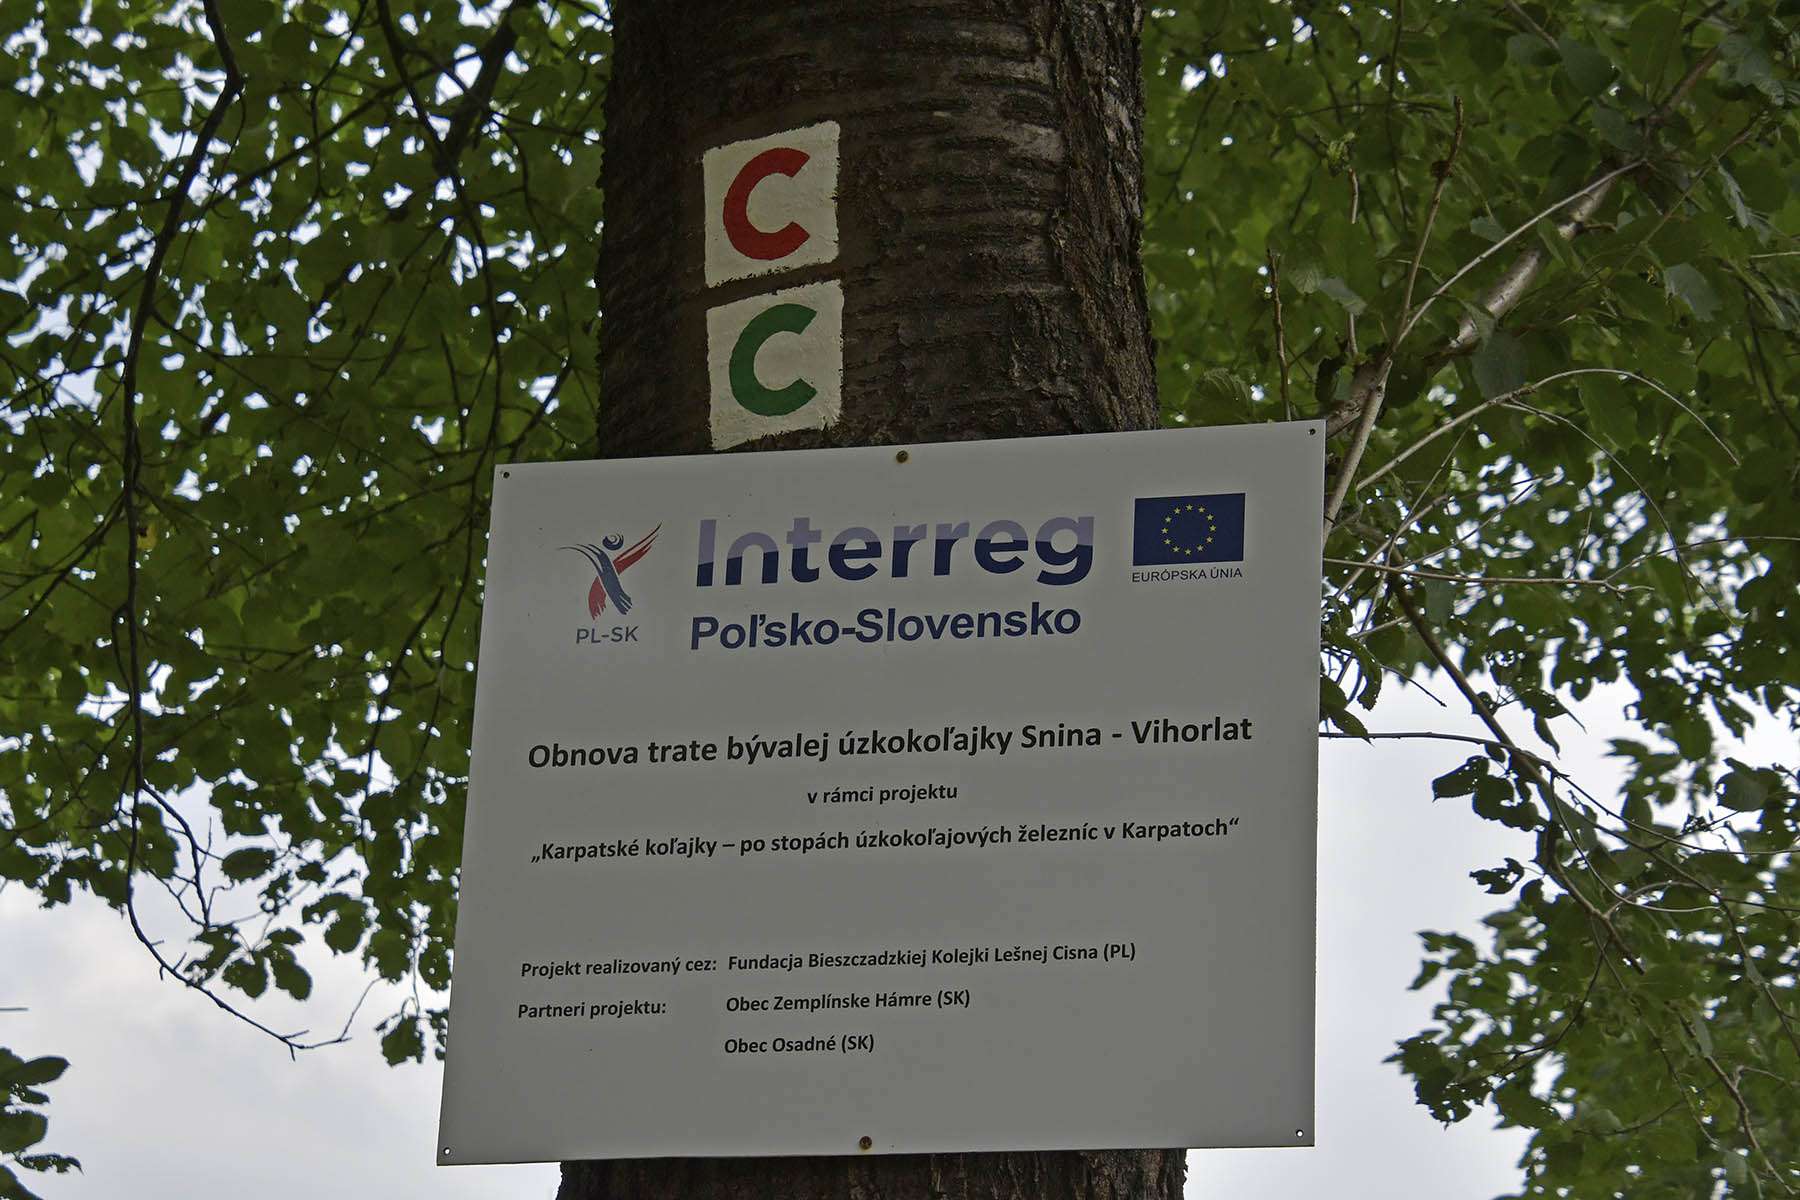 C
C
Interreg
PL-SK
EURÓPSKA ÚNIA
Poľsko-Slovensko
Obnova trate bývalej úzkokoľajky Snina - Vihorlat
v rámci projektu
„Karpatské koľajky – po stopách úzkokoľajových železníc v Karpatoch“
Projekt realizovaný cez: Fundacja Bieszczadzkiej Kolejki Lešnej Cisna (PL)
Partneri projektu: Obec Zemplínske Hámre (SK)
Obec Osadné (SK)